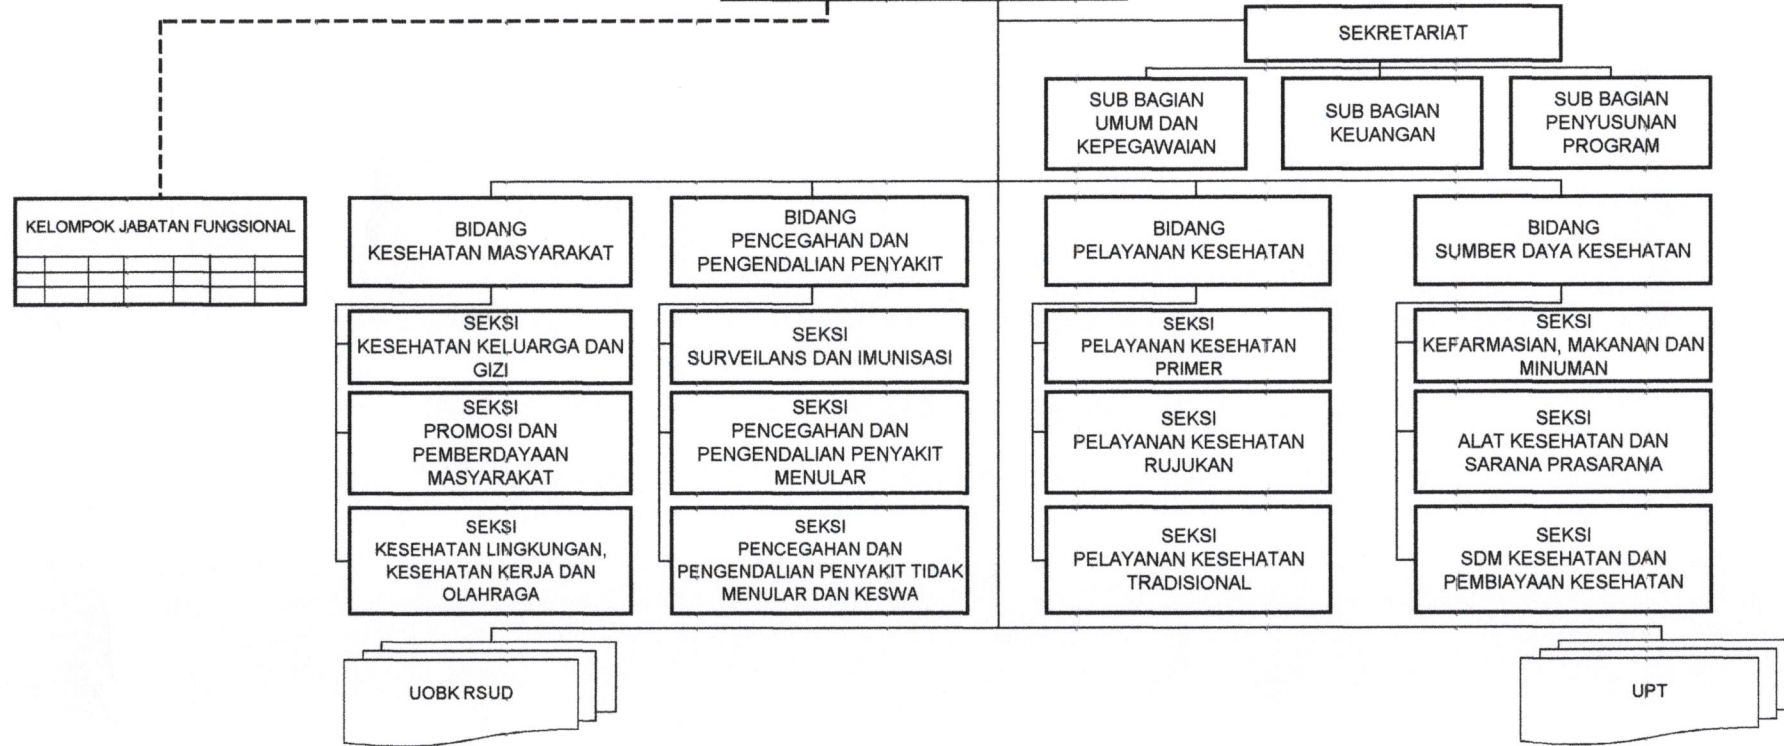 SEKRETARIAT
SUB BAGIAN
UMUM DAN
KEPEGAWAIAN
SUB BAGIAN
KEUANGAN
SUB BAGIAN
PENYUSUNAN
PROGRAM
KELOMPOK JABATAN FUNGSIONAL
BIDANG
KESEHATAN MASYARAKAT
BIDANG
PENCEGAHAN DAN
PENGENDALIAN PENYAKIT
BIDANG
PELAYANAN KESEHATAN
BIDANG
SUMBER DAYA KESEHATAN
SEKSI
KESEHATAN KELUARGA DAN
GIZI
SEKSI
SURVEILANS DAN IMUNISASI
SEKSI
PELAYANAN KESEHATAN
PRIMER
SEKSI
KEFARMASIAN, MAKANAN DAN
MINUMAN
SEKSI
PROMOSI DAN
PEMBERDAYAAN
MASYARAKAT
SEKSI
PENCEGAHAN DAN
PENGENDALIAN PENYAKIT
MENULAR
SEKSI
PELAYANAN KESEHATAN
RUJUKAN
SEKSI
ALAT KESEHATAN DAN
SARANA PRASARANA
SEKSI
KESEHATAN LINGKUNGAN,
KESEHATAN KERJA DAN
OLAHRAGA
SEKSI
PENCEGAHAN DAN
PENGENDALIAN PENYAKIT TIDAK
MENULAR DAN KESWA
SEKSI
PELAYANAN KESEHATAN
TRADISIONAL
SEKSI
SDM KESEHATAN DAN
PEMBIAYAAN KESEHATAN
UOBK RSUD
UPT